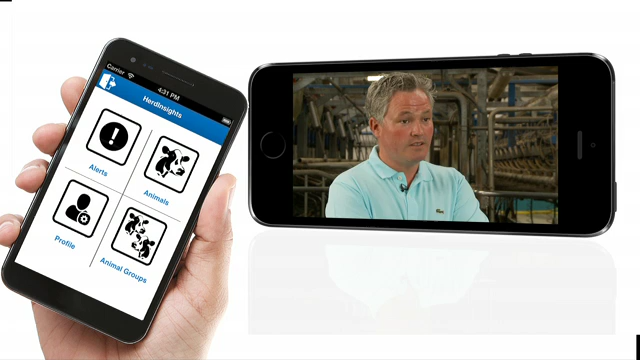 Carrier
4:31 PM
HerdInsights
Alerts
Animals
Profile
Animal Groups